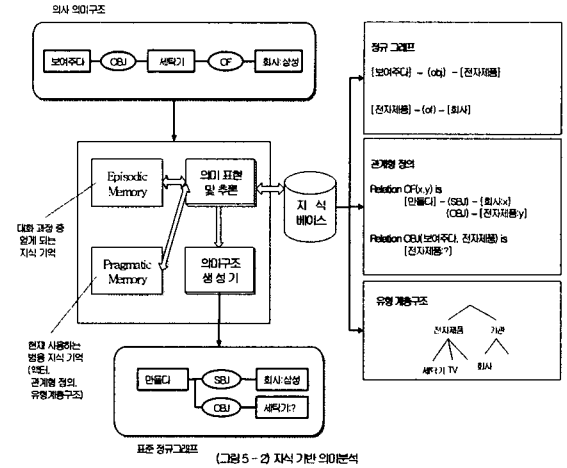 의사 의미구조
보여주다 OBJ 세탁기 OF 회사:삼성
정규 그래프
[보여주다] - (obj) - [전자제품]
[전자제품] - (of) - [회사]
Episodic
Memory
의미 표현
및 추론
지 식
베이스
대화 과정 중
얻게 되는
지식 기억
Pragmatic
Memory
의미구조
생 성 기
관계형 정의
Relation OF(x,y) is
[만들다] - (SBJ) - [회사:x]
(OBJ) - [전자제품:y]
Relation OBJ(보여주다, 전자제품) is
[전자제품:?]
유형 계층구조
전자제품 기관
세탁기 TV 회사
현재 사용하는
범용 지식 기억
(액터,
관계형 정의,
유형계층구조)
만들다 SBJ 회사:삼성
OBJ 세탁기:?
표준 정규그래프
(그림 5 - 2) 지식 기반 의미분석